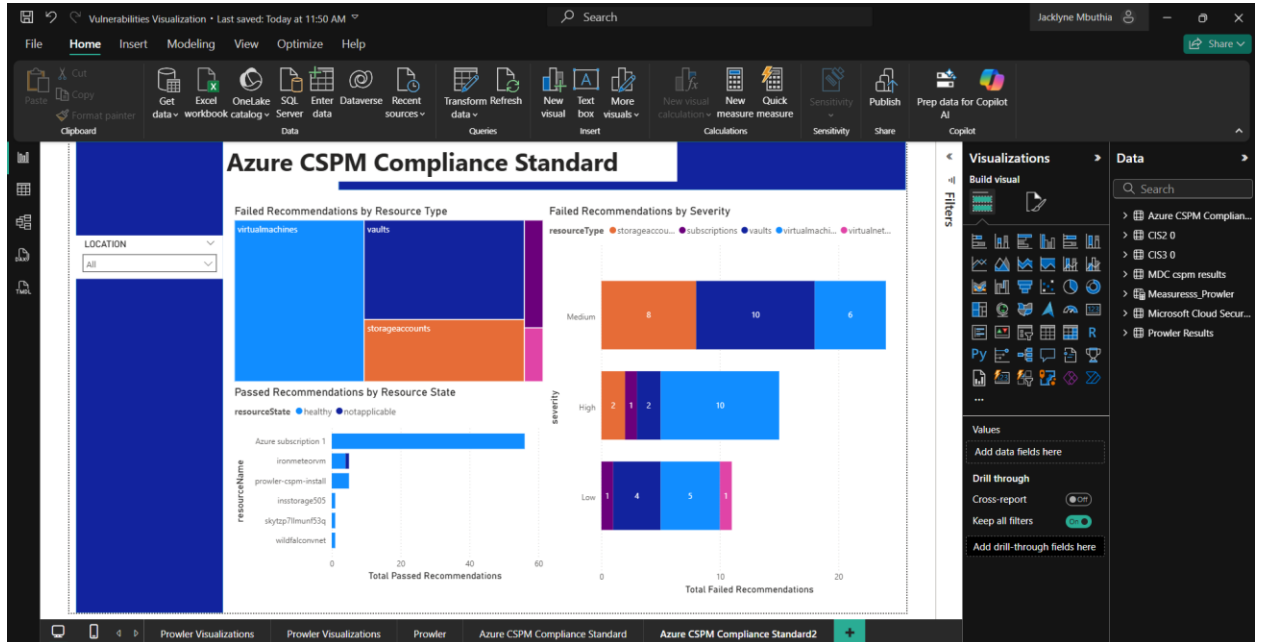 Vulnerabilities Visualization • Last saved: Today at 11:50 AM
Search
Jacklyne Mbuthia
File Home Insert Modeling View Optimize Help
Share
Paste
Cut
Copy
Format painter
Clipboard
Get data
Excel workbook
OneLake catalog
SQL Server
Enter data
Dataverse
Recent sources
Data
Transform data
Refresh
Queries
New visual
Text box
More visuals
Insert
New visual calculation
New measure
Quick measure
Calculations
Sensitivity
Sensitivity
Publish
Share
Prep data for Copilot
AI
Copilot
Azure CSPM Compliance Standard
LOCATION
All
Failed Recommendations by Resource Type
virtualmachines
vaults
storageaccounts
Passed Recommendations by Resource State
resourceState healthy notapplicable
resourceName
Azure subscription 1
ironmeteorvm
prowler-cspm-install
insstorage505
skytzp7llmunf53q
wildfalconvnet
0 20 40 60
Total Passed Recommendations
Failed Recommendations by Severity
resourceType storageaccou... subscriptions vaults virtualmachi... virtualnet...
severity
Medium 8 10 6
High 2 1 2 10
Low 1 4 5 1
0 10 20
Total Failed Recommendations
Filters
Visualizations
Build visual
R
Py
123
...
Values
Add data fields here
Drill through
Cross-report Off
Keep all filters On
Add drill-through fields here
Data
Search
Azure CSPM Complian...
CIS2 0
CIS3 0
MDC cspm results
Measuresss_Prowler
Microsoft Cloud Secur...
Prowler Results
DAX
TMDL
Prowler Visualizations
Prowler Visualizations
Prowler
Azure CSPM Compliance Standard
Azure CSPM Compliance Standard2